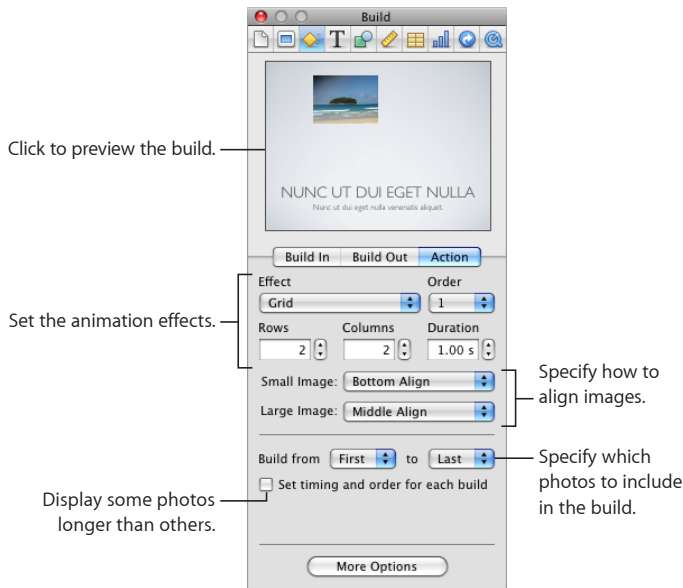 Build
Click to preview the build.
NUNC UT DUI EGET NULLA
Nunc ut dui eget nulla venenatis aliquet.
Build In Build Out Action
Set the animation effects.
Effect Order
Grid 1
Rows Columns Duration
2 2 1.00 s
Small Image: Bottom Align
Large Image: Middle Align
Specify how to
align images.
Build from First to Last
Specify which
photos to include
in the build.
Set timing and order for each build
Display some photos
longer than others.
More Options